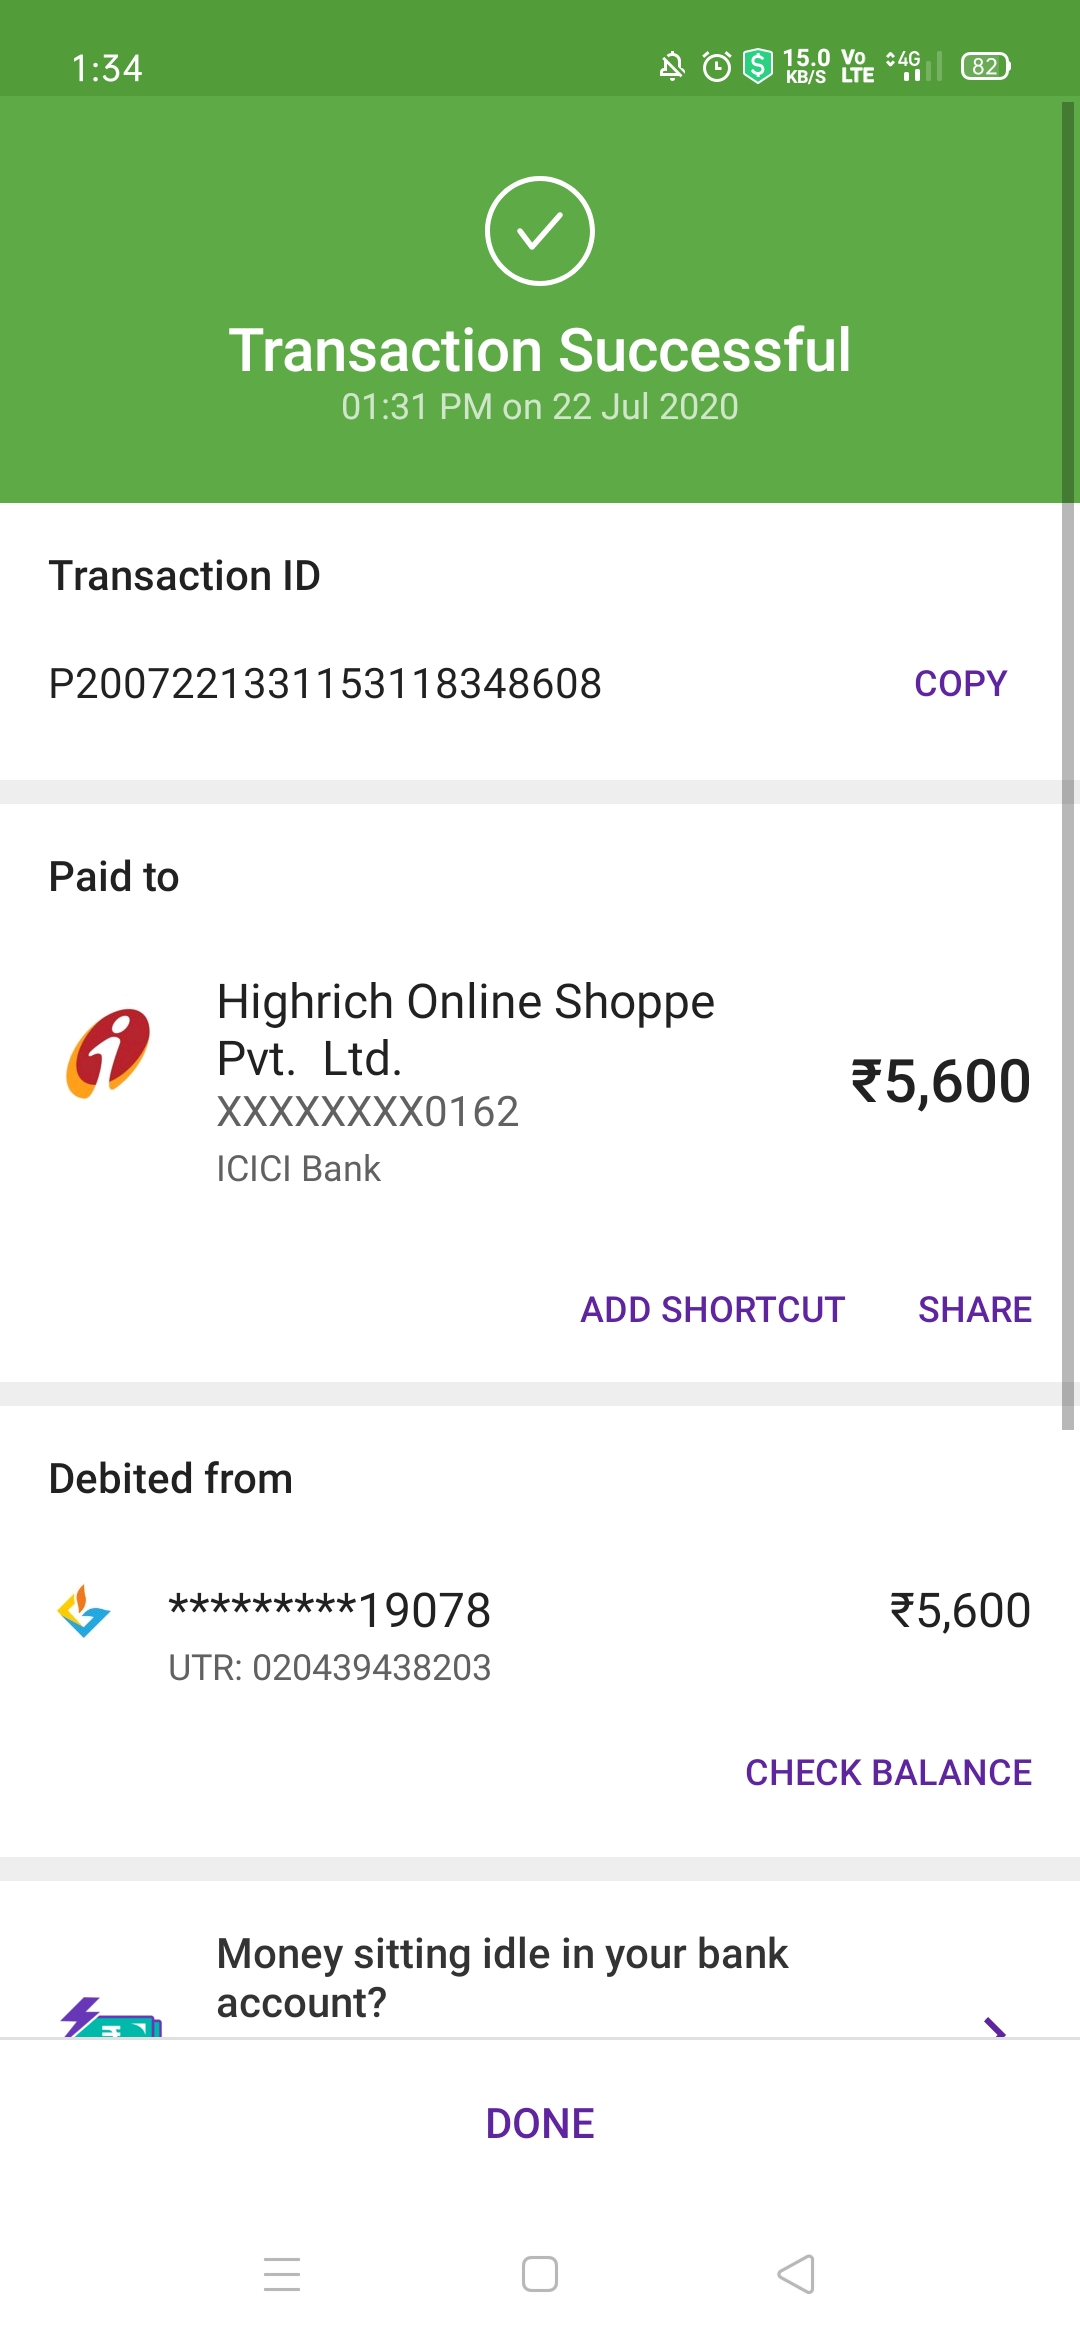 1:34
15.0 KB/S Vo LTE 4G 82
Transaction Successful
01:31 PM on 22 Jul 2020
Transaction ID
P2007221331153118348608 COPY
Paid to
Highrich Online Shoppe
Pvt. Ltd.
₹5,600
XXXXXXXX0162
ICICI Bank
ADD SHORTCUT SHARE
Debited from
*********19078 ₹5,600
UTR: 020439438203
CHECK BALANCE
Money sitting idle in your bank
account?
DONE